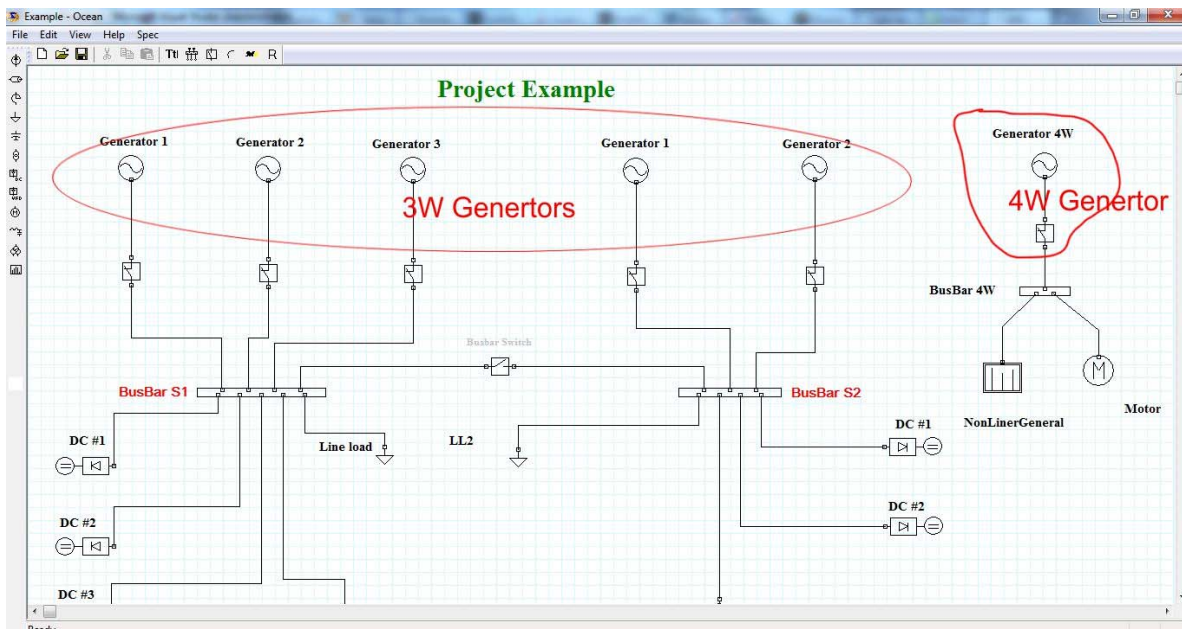 Example - Ocean
File Edit View Help Spec
Ttl R
Project Example
Generator 1
Generator 2
Generator 3
Generator 1
Generator 2
Generator 4W
3W Genertors
4W Genertor
BusBar 4W
Busbar Switch
BusBar S1
BusBar S2
M
NonLinerGeneral
Motor
DC #1
Line load
LL2
DC #1
DC #2
DC #2
DC #3
Ready